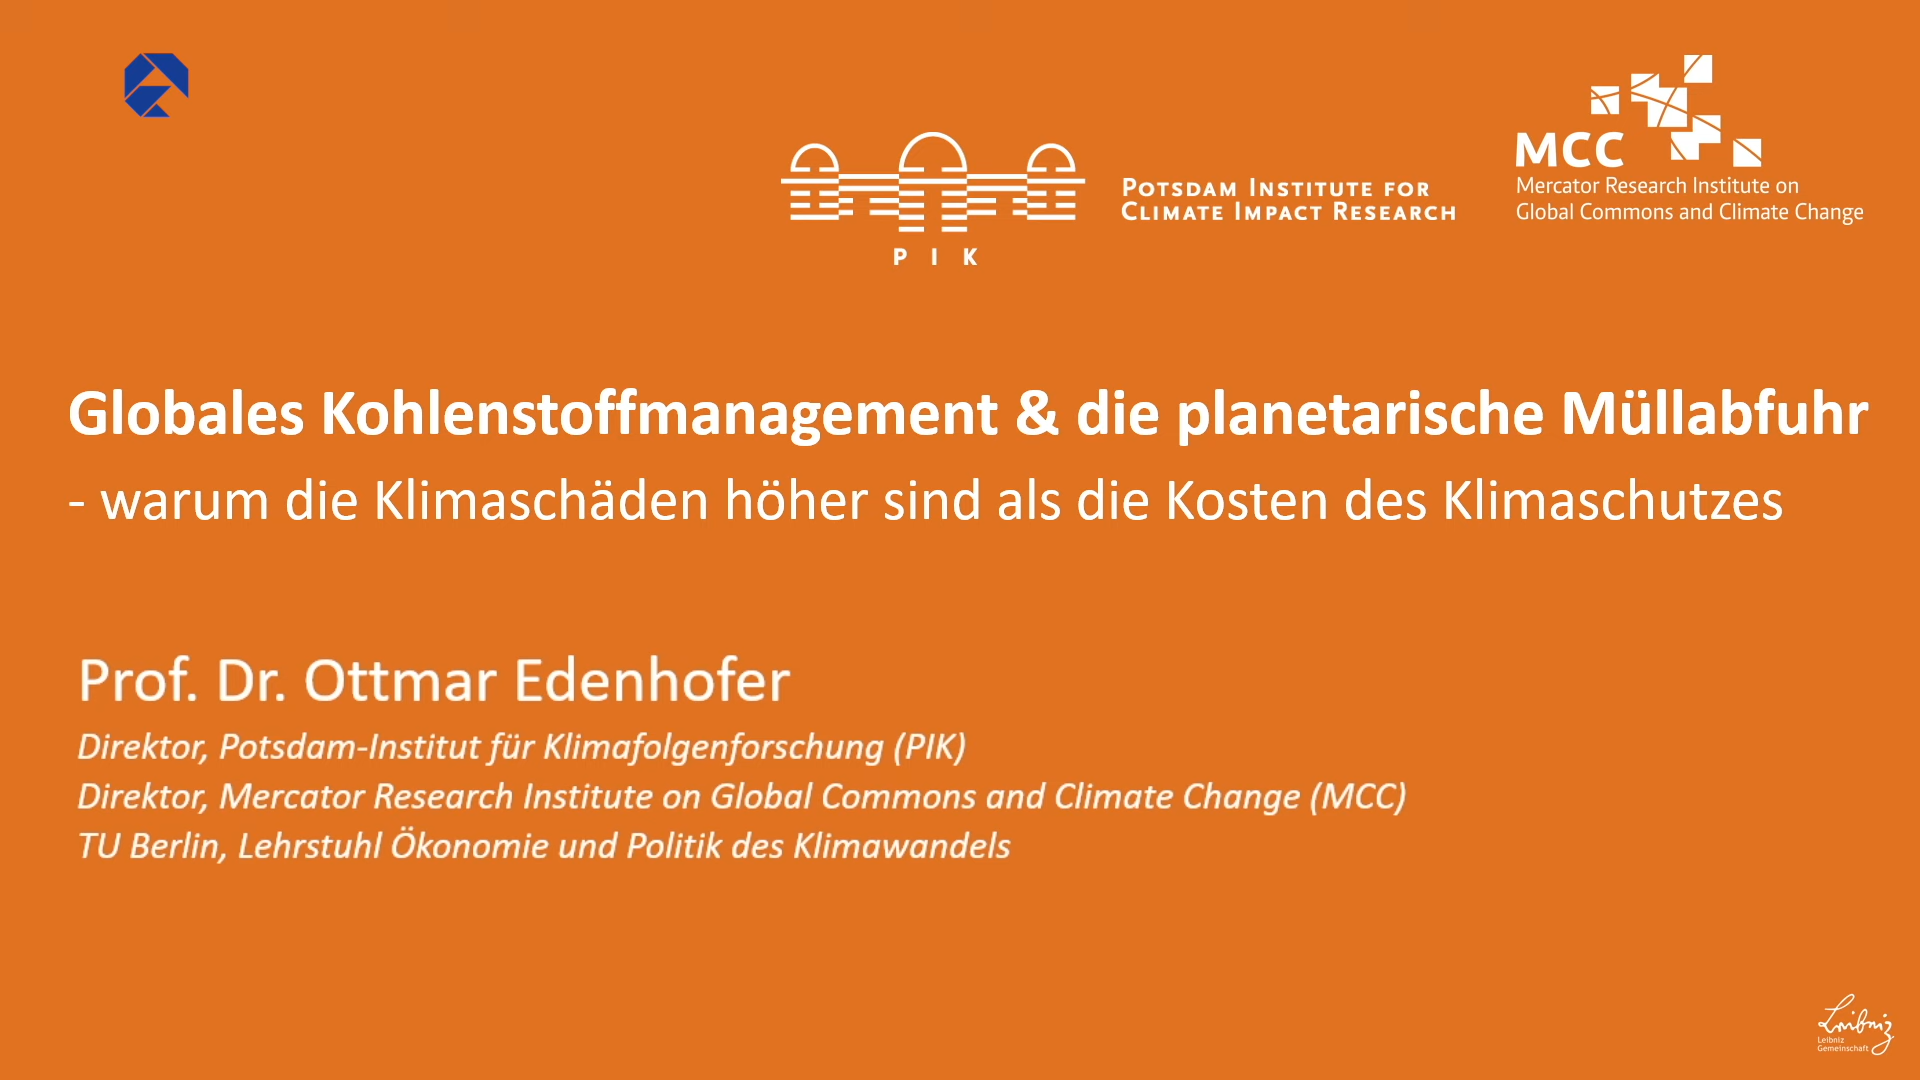 PIK
POTSDAM INSTITUTE FOR
CLIMATE IMPACT RESEARCH
MCC
Mercator Research Institute on
Global Commons and Climate Change
Globales Kohlenstoffmanagement & die planetarische Müllabfuhr
- warum die Klimaschäden höher sind als die Kosten des Klimaschutzes
Prof. Dr. Ottmar Edenhofer
Direktor, Potsdam-Institut für Klimafolgenforschung (PIK)
Direktor, Mercator Research Institute on Global Commons and Climate Change (MCC)
TU Berlin, Lehrstuhl Ökonomie und Politik des Klimawandels
Leibniz
Leibniz
Gemeinschaft